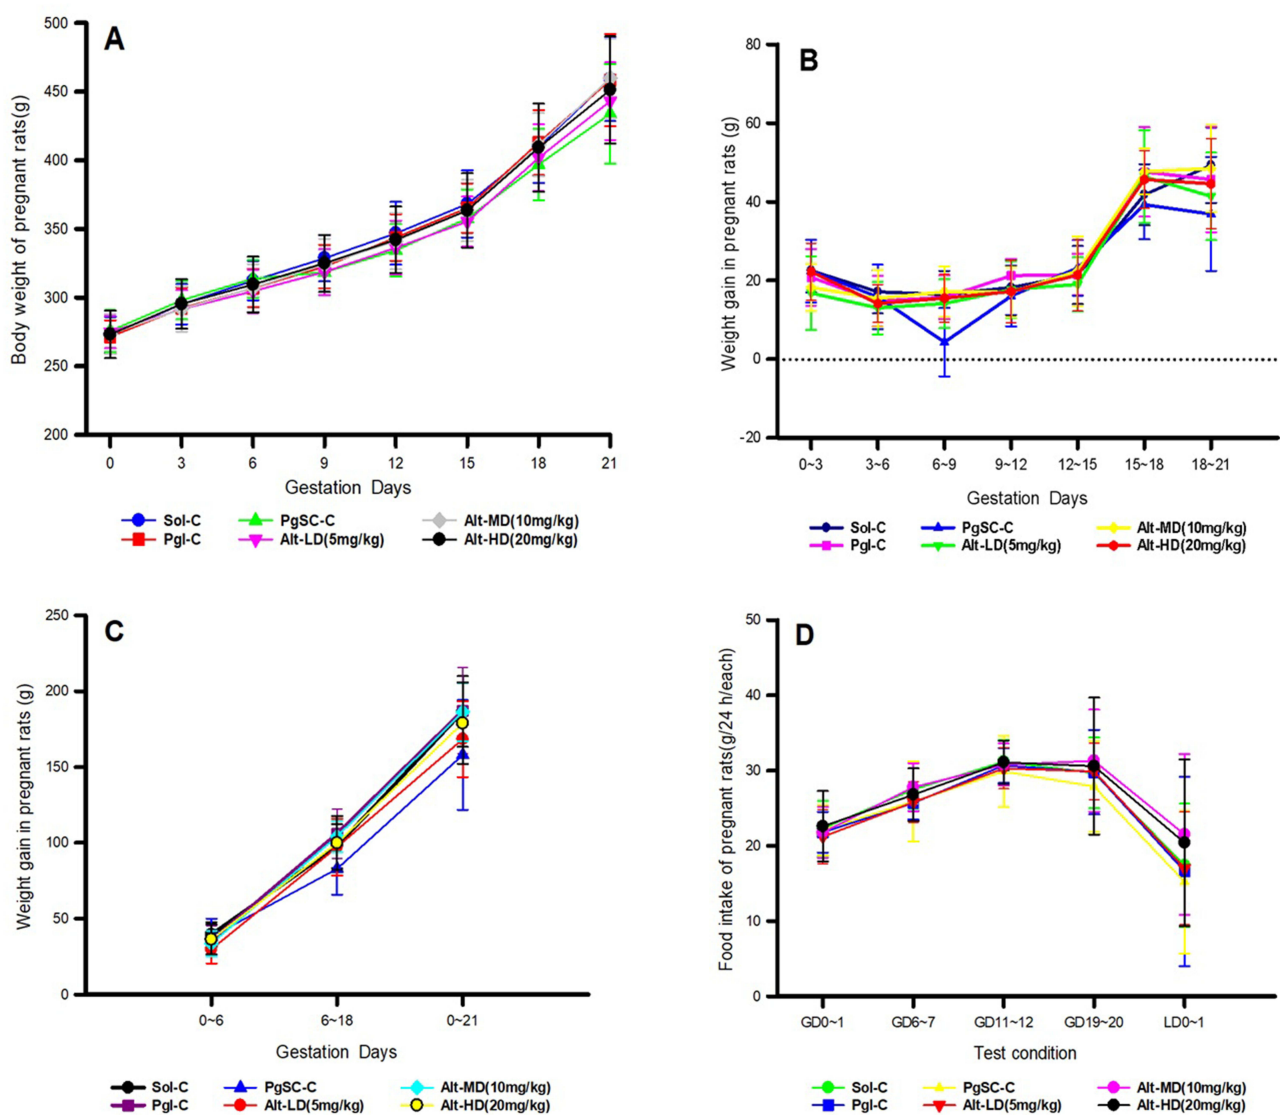 A
500
450
400
350
300
250
200
Body weight of pregnant rats(g)
0 3 6 9 12 15 18 21
Gestation Days
Sol-C PgSC-C Alt-MD(10mg/kg)
PgI-C Alt-LD(5mg/kg) Alt-HD(20mg/kg)
B
80
60
40
20
0
-20
Weight gain in pregnant rats (g)
0~3 3~6 6~9 9~12 12~15 15~18 18~21
Gestation Days
Sol-C PgSC-C Alt-MD(10mg/kg)
PgI-C Alt-LD(5mg/kg) Alt-HD(20mg/kg)
C
250
200
150
100
50
0
Weight gain in pregnant rats (g)
0~6 6~18 0~21
Gestation Days
Sol-C PgSC-C Alt-MD(10mg/kg)
PgI-C Alt-LD(5mg/kg) Alt-HD(20mg/kg)
D
50
40
30
20
10
0
Food intake of pregnant rats(g/24 h/each)
GD0~1 GD6~7 GD11~12 GD19~20 LD0~1
Test condition
Sol-C PgSC-C Alt-MD(10mg/kg)
PgI-C Alt-LD(5mg/kg) Alt-HD(20mg/kg)